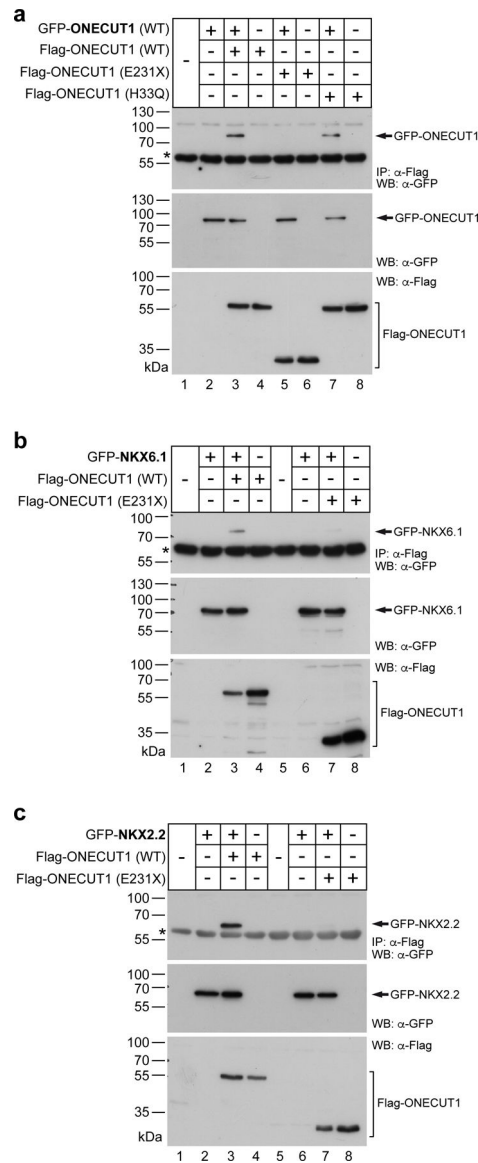 a
GFP-ONECUT1 (WT) - + + - + - + -
Flag-ONECUT1 (WT) - + + - - - -
Flag-ONECUT1 (E231X) - - - + + - -
Flag-ONECUT1 (H33Q) - - - - - + +
130
100
70
* 55
GFP-ONECUT1
IP: α-Flag
WB: α-GFP
130
100
70
55
GFP-ONECUT1
WB: α-GFP
100
70
55
35
kDa
WB: α-Flag
Flag-ONECUT1
1 2 3 4 5 6 7 8
b
GFP-NKX6.1 - + + - - + + -
Flag-ONECUT1 (WT) - + + - - -
Flag-ONECUT1 (E231X) - - - - + +
100
70
* 55
GFP-NKX6.1
IP: α-Flag
WB: α-GFP
130
100
70
55
GFP-NKX6.1
WB: α-GFP
100
70
55
35
kDa
WB: α-Flag
Flag-ONECUT1
1 2 3 4 5 6 7 8
c
GFP-NKX2.2 - + + - - + + -
Flag-ONECUT1 (WT) - + + - - -
Flag-ONECUT1 (E231X) - - - - + +
100
70
* 55
GFP-NKX2.2
IP: α-Flag
WB: α-GFP
100
70
55
GFP-NKX2.2
WB: α-GFP
100
70
55
35
kDa
WB: α-Flag
Flag-ONECUT1
1 2 3 4 5 6 7 8